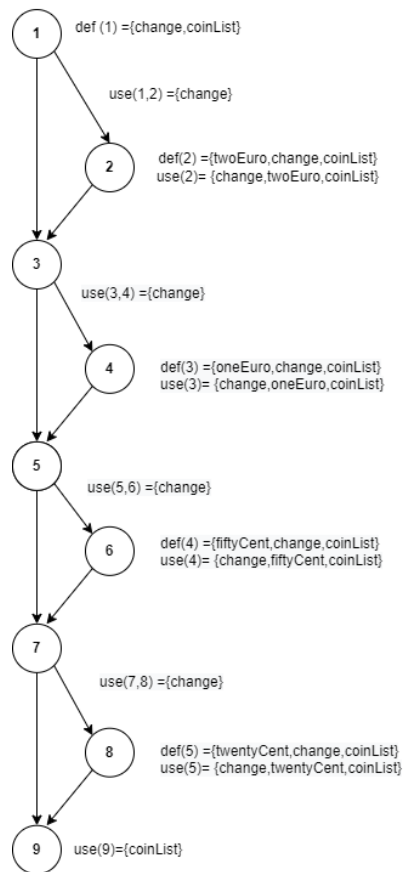 1
def (1) ={change,coinList}
use(1,2) ={change}
2
def(2) ={twoEuro,change,coinList}
use(2)= {change,twoEuro,coinList}
3
use(3,4) ={change}
4
def(3) ={oneEuro,change,coinList}
use(3)= {change,oneEuro,coinList}
5
use(5,6) ={change}
6
def(4) ={fiftyCent,change,coinList}
use(4)= {change,fiftyCent,coinList}
7
use(7,8) ={change}
8
def(5) ={twentyCent,change,coinList}
use(5)= {change,twentyCent,coinList}
9
use(9)={coinList}